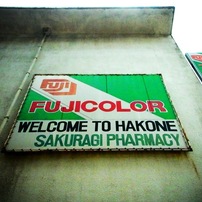 FUJI
FUJICOLOR
WELCOME TO HAKONE
SAKURAGI PHARMACY